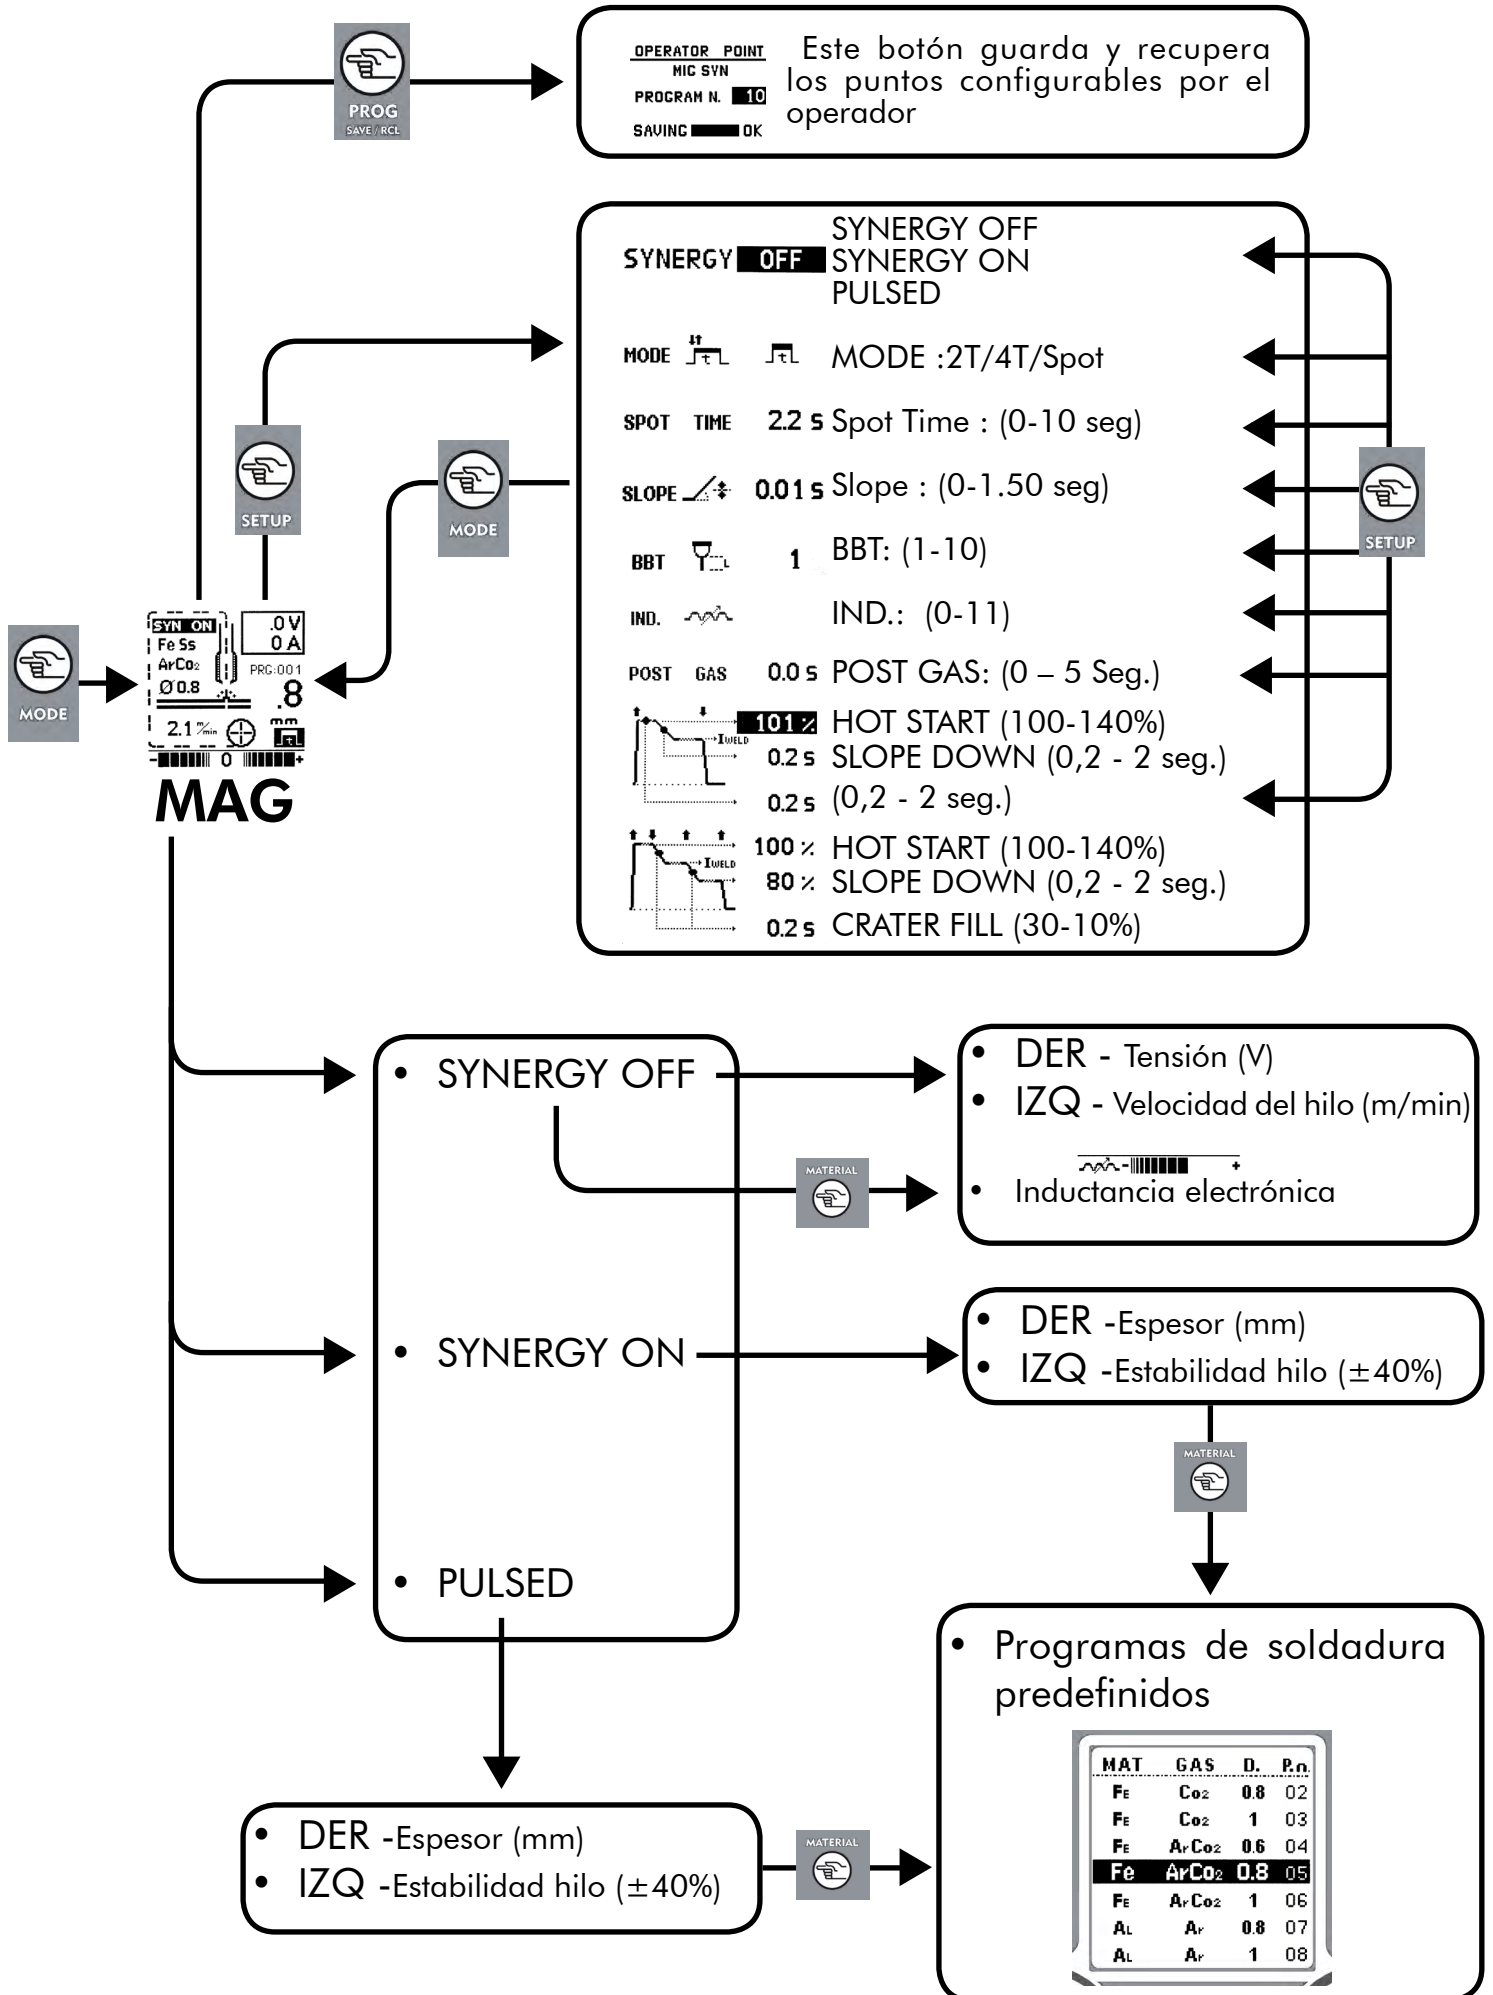 PROG
SAVE / RCL
OPERATOR POINT
MIG SYN
PROGRAM N. 10
SAVING OK
Este botón guarda y recupera
los puntos configurables por el
operador
SYNERGY OFF
SYNERGY OFF
SYNERGY ON
PULSED
MODE t t MODE :2T/4T/Spot
SPOT TIME 2.2 s Spot Time : (0-10 seg)
SLOPE 0.01 s Slope : (0-1.50 seg)
BBT L 1 BBT: (1-10)
IND. IND.: (0-11)
POST GAS 0.0 s POST GAS: (0 – 5 Seg.)
IWELD
101 % HOT START (100-140%)
0.2 s SLOPE DOWN (0,2 - 2 seg.)
0.2 s (0,2 - 2 seg.)
IWELD
100 % HOT START (100-140%)
80 % SLOPE DOWN (0,2 - 2 seg.)
0.2 s CRATER FILL (30-10%)
SETUP
SETUP
MODE
MODE
SYN ON .0 V
Fe Ss 0 A
ArCo2 PRG:001
Ø 0.8 .8
2.1 m/min mm
- 0 +
MAG
• SYNERGY OFF
• DER - Tensión (V)
• IZQ - Velocidad del hilo (m/min)
- +
• Inductancia electrónica
MATERIAL
• SYNERGY ON
• DER -Espesor (mm)
• IZQ -Estabilidad hilo (±40%)
MATERIAL
• PULSED
• DER -Espesor (mm)
• IZQ -Estabilidad hilo (±40%)
MATERIAL
• Programas de soldadura
predefinidos
MAT GAS D. P.n.
FE Co2 0.8 02
FE Co2 1 03
FE ArCo2 0.6 04
Fe ArCo2 0.8 05
FE ArCo2 1 06
AL Ar 0.8 07
AL Ar 1 08